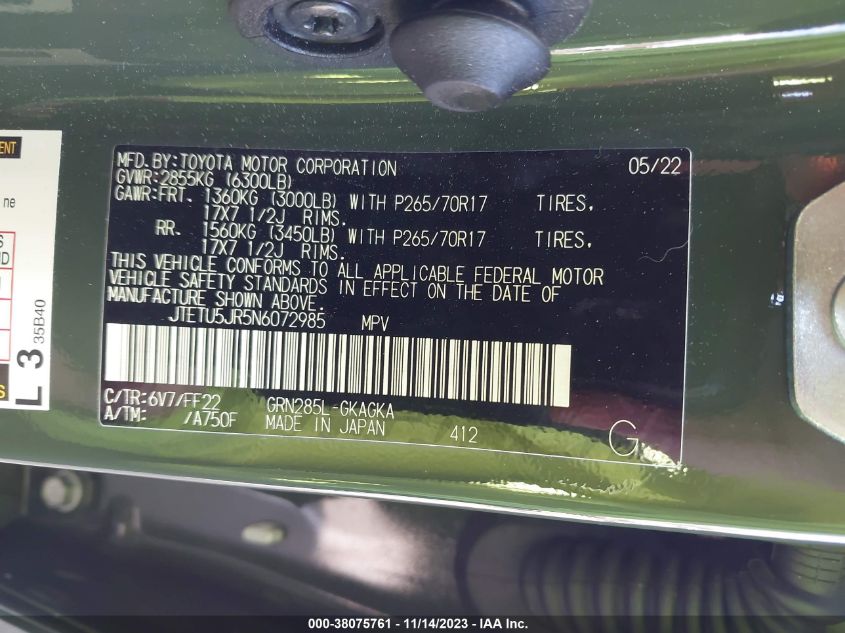 MFD.BY:TOYOTA MOTOR CORPORATION 05/22
GVWR:2855KG (6300LB)
GAWR:FRT. 1360KG (3000LB) WITH P265/70R17 TIRES,
17X7 1/2J RIMS.
RR. 1560KG (3450LB) WITH P265/70R17 TIRES,
17X7 1/2J RIMS.
THIS VEHICLE CONFORMS TO ALL APPLICABLE FEDERAL MOTOR
VEHICLE SAFETY STANDARDS IN EFFECT ON THE DATE OF
MANUFACTURE SHOWN ABOVE.
JTETU5JR5N6072985 MPV
C/TR:6V7/FF22 GRN285L-GKAGKA
A/TM: /A750F MADE IN JAPAN 412 G
ne
L 3 35B40
000-38075761 - 11/14/2023 - IAA Inc.